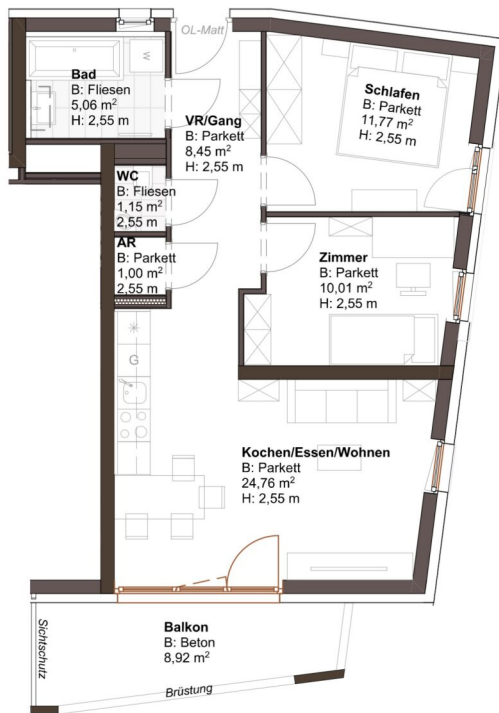 OL-Matt
Bad
B: Fliesen
5,06 m²
H: 2,55 m
W
VR/Gang
B: Parkett
8,45 m²
H: 2,55 m
Schlafen
B: Parkett
11,77 m²
H: 2,55 m
WC
B: Fliesen
1,15 m²
2,55 m
AR
B: Parkett
1,00 m²
2,55 m
Zimmer
B: Parkett
10,01 m²
H: 2,55 m
G
Kochen/Essen/Wohnen
B: Parkett
24,76 m²
H: 2,55 m
Sichtschutz
Balkon
B: Beton
8,92 m²
Brüstung